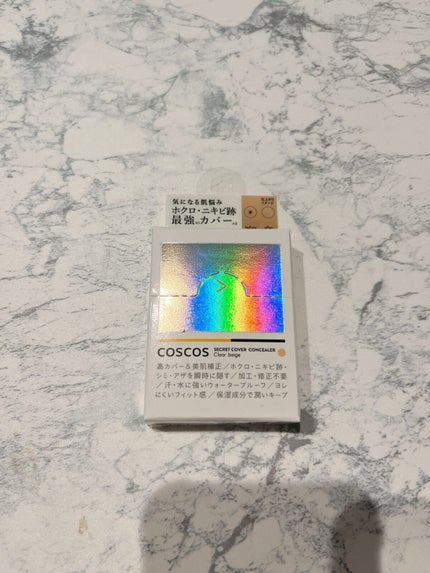 気になる肌悩み
ホクロ・ニキビ跡
最強のカバー
COSCOS SECRET COVER CONCEALER
Clear beige
高カバー&美肌補正/ホクロ・ニキビ跡・
シミ・アザを瞬時に隠す/加工・修正不要
/汗・水に強いウォータープルーフ/ヨレ
にくいフィット感/保湿成分で潤いキープ